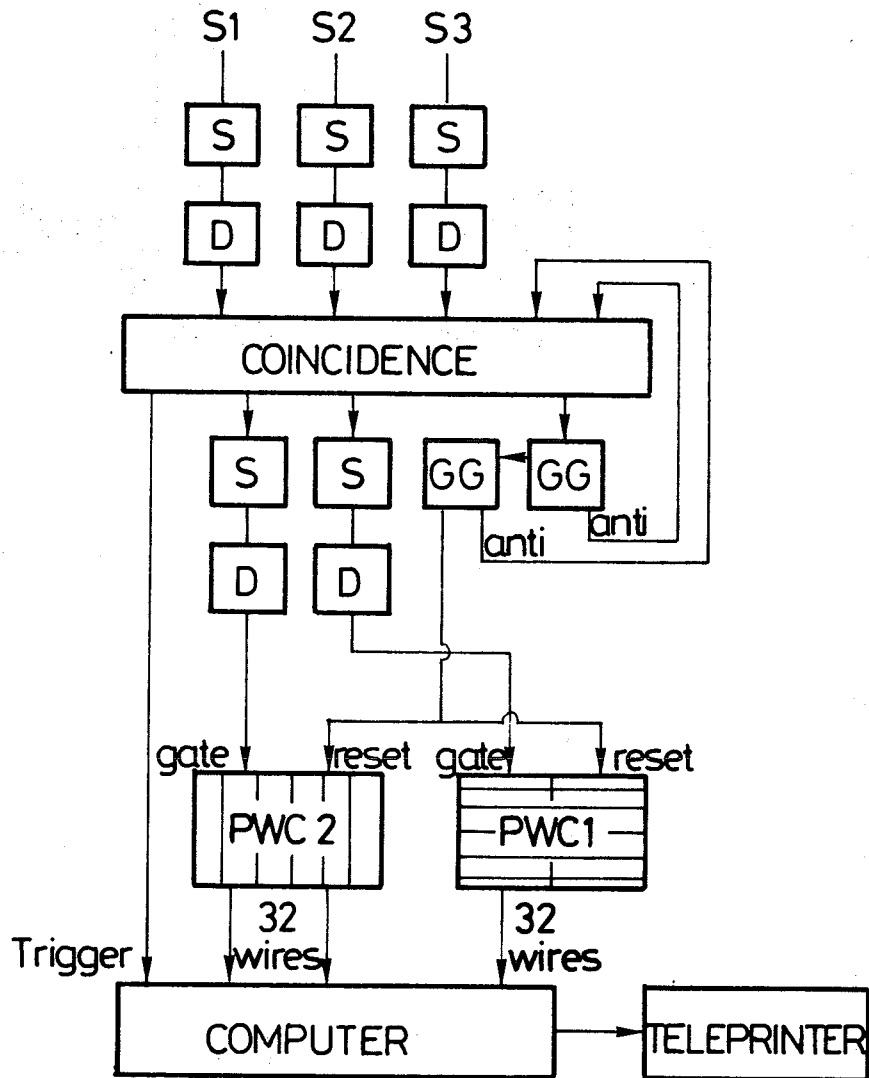 S1 S2 S3
S S S
D D D
COINCIDENCE
S S GG GG
anti anti
D D
gate reset gate reset
PWC 2 PWC1
32 wires 32 wires
Trigger
COMPUTER TELEPRINTER